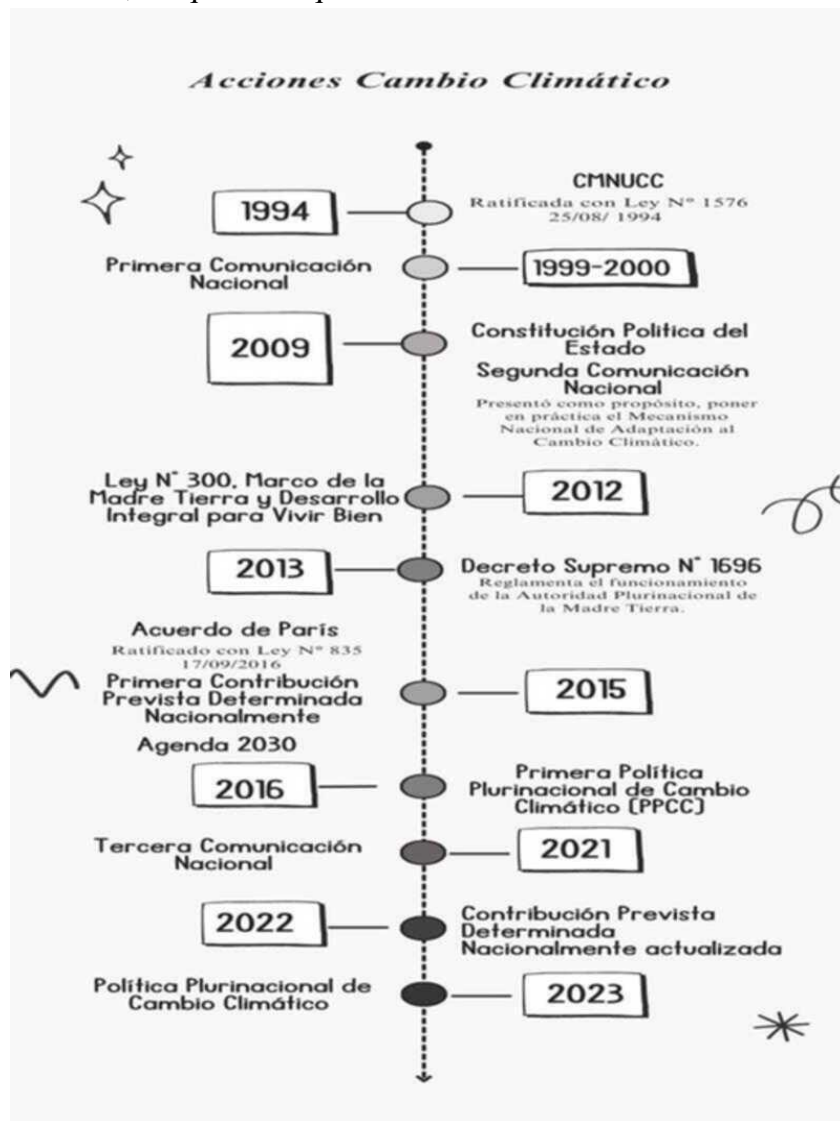 Acciones Cambio Climático
1994
CMNUCC
Ratificada con Ley N° 1576
25/08/ 1994
Primera Comunicación
Nacional
1999-2000
2009
Constitución Politica del
Estado
Segunda Comunicación
Nacional
Presentó como propósito, poner
en práctica el Mecanismo
Nacional de Adaptación al
Cambio Climático.
Ley N° 300, Marco de la
Madre Tierra y Desarrollo
Integral para Vivir Bien
2012
2013
Decreto Supremo N° 1696
Reglamenta el funcionamiento
de la Autoridad Plurinacional de
la Madre Tierra.
Acuerdo de París
Ratificado con Ley N° 835
17/09/2016
Primera Contribución
Prevista Determinada
Nacionalmente
Agenda 2030
2015
2016
Primera Política
Plurinacional de Cambio
Climático (PPCC)
Tercera Comunicación
Nacional
2021
2022
Contribución Prevista
Determinada
Nacionalmente actualizada
Política Plurinacional de
Cambio Climático
2023